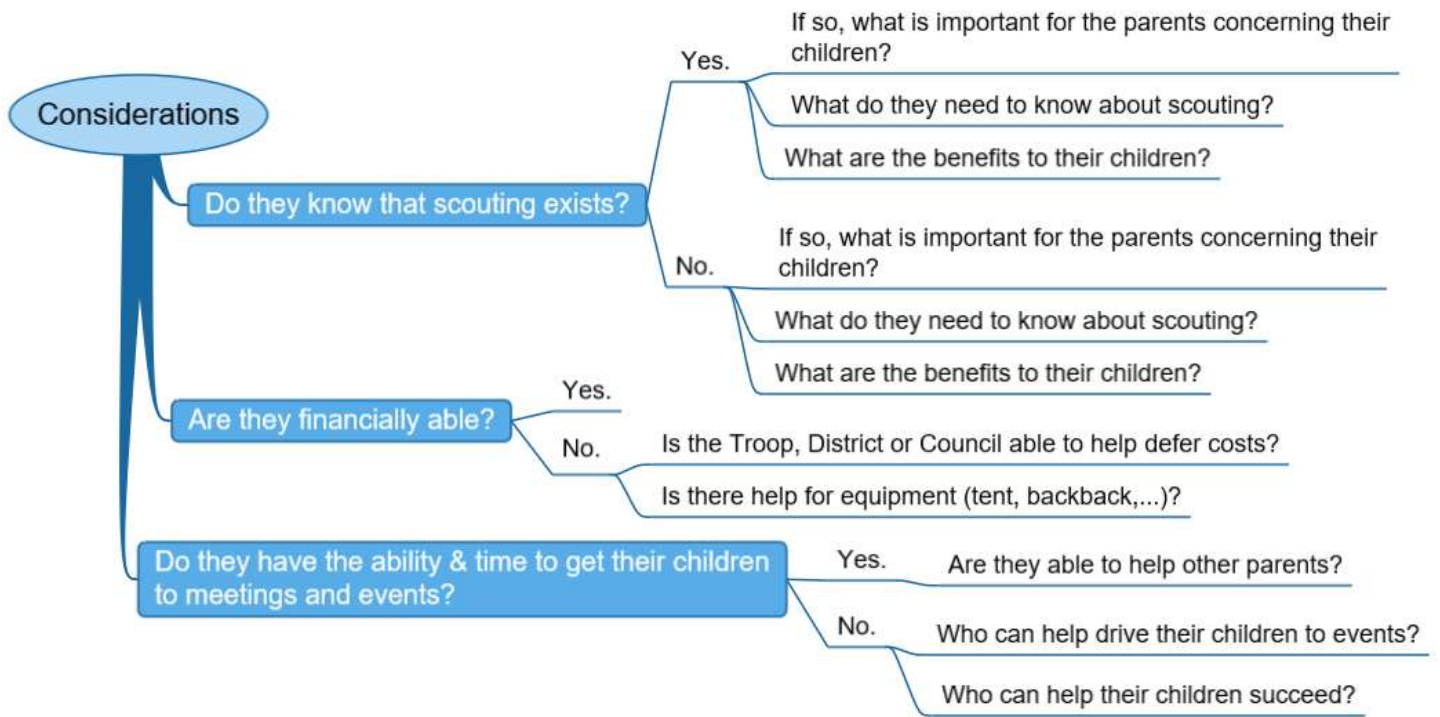 Considerations
Do they know that scouting exists?
Yes.
If so, what is important for the parents concerning their
children?
What do they need to know about scouting?
What are the benefits to their children?
No.
If so, what is important for the parents concerning their
children?
What do they need to know about scouting?
What are the benefits to their children?
Are they financially able?
Yes.
No.
Is the Troop, District or Council able to help defer costs?
Is there help for equipment (tent, backback,...)?
Do they have the ability & time to get their children
to meetings and events?
Yes.
Are they able to help other parents?
No.
Who can help drive their children to events?
Who can help their children succeed?